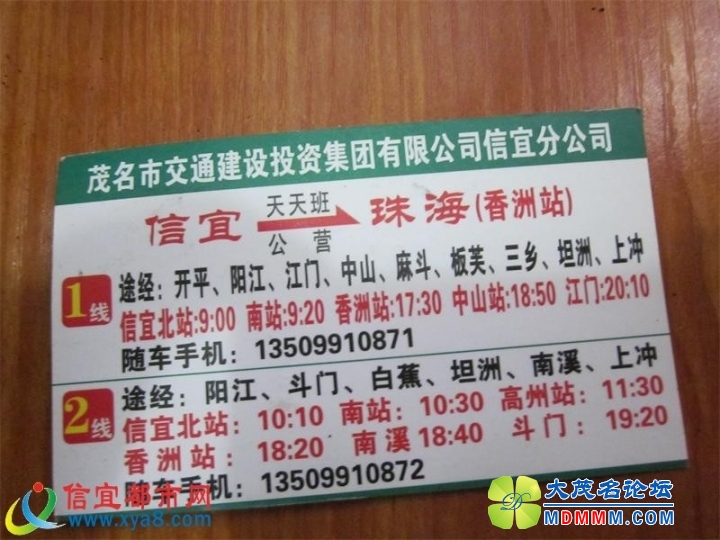 茂名市交通建设投资集团有限公司信宜分公司
信宜 天天班 公营 珠海(香洲站)
1线
途经：开平、阳江、江门、中山、麻斗、板芙、三乡、坦洲、上冲
信宜北站:9:00 南站:9:20 香洲站:17:30 中山站:18:50 江门:20:10
随车手机：13509910871
2线
途经：阳江、斗门、白蕉、坦洲、南溪、上冲
信宜北站：10:10 南站：10:30 高州站：11:30
香洲站：18:20 南溪18:40 斗门：19:20
随车手机：13509910872
信宜都市网
www.xya8.com
大茂名论坛
MDMMM.COM